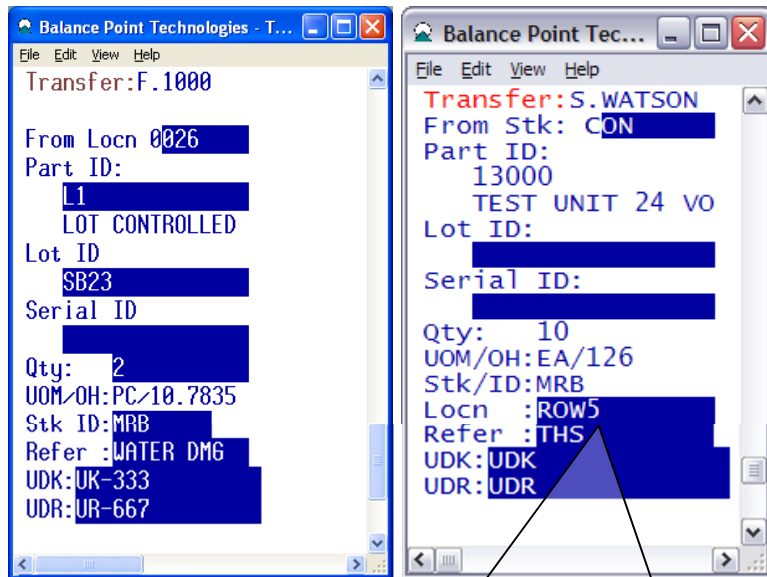 Balance Point Technologies - T...
File Edit View Help
Transfer:F.1000
From Locn 0026
Part ID:
L1
LOT CONTROLLED
Lot ID
SB23
Serial ID
Qty: 2
UOM/OH:PC/10.7835
Stk ID:MRB
Refer :WATER DMG
UDK:UK-333
UDR:UR-667
Balance Point Tec...
File Edit View Help
Transfer:S.WATSON
From Stk: CON
Part ID:
13000
TEST UNIT 24 VO
Lot ID:
Serial ID:
Qty: 10
UOM/OH:EA/126
Stk/ID:MRB
Locn :ROW5
Refer :THS
UDK:UDK
UDR:UDR